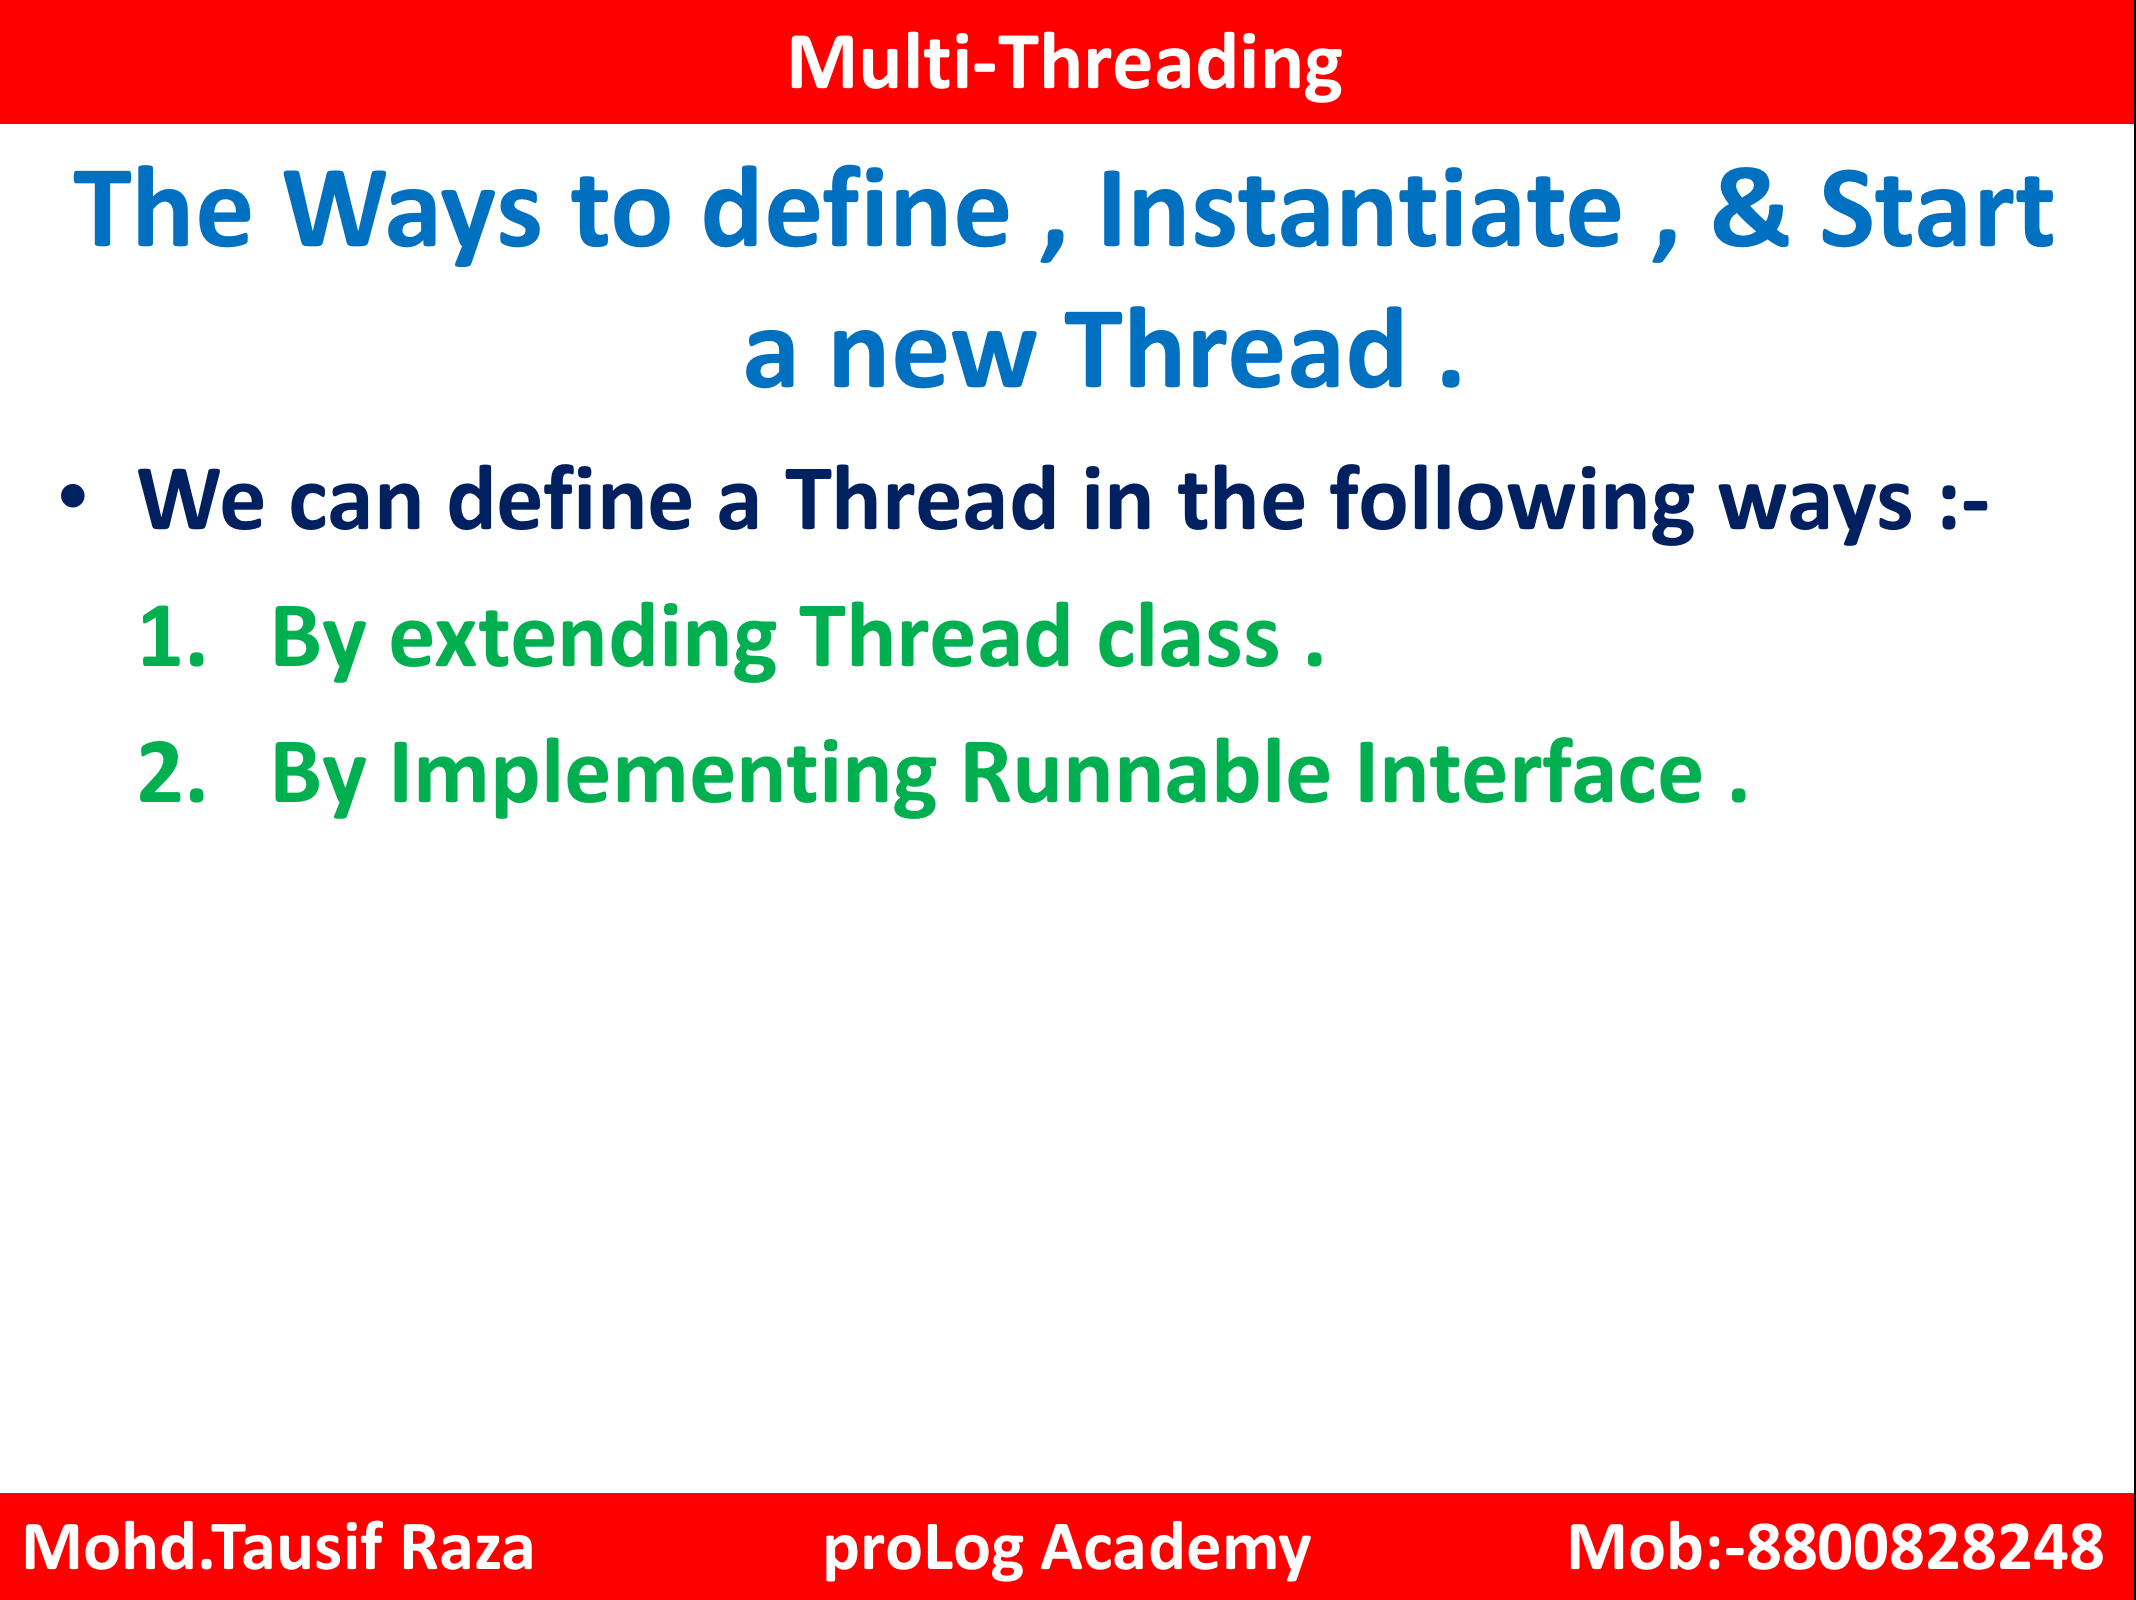 Multi-Threading
The Ways to define , Instantiate , & Start
a new Thread .
• We can define a Thread in the following ways :-
1. By extending Thread class .
2. By Implementing Runnable Interface .
Mohd.Tausif Raza proLog Academy Mob:-8800828248